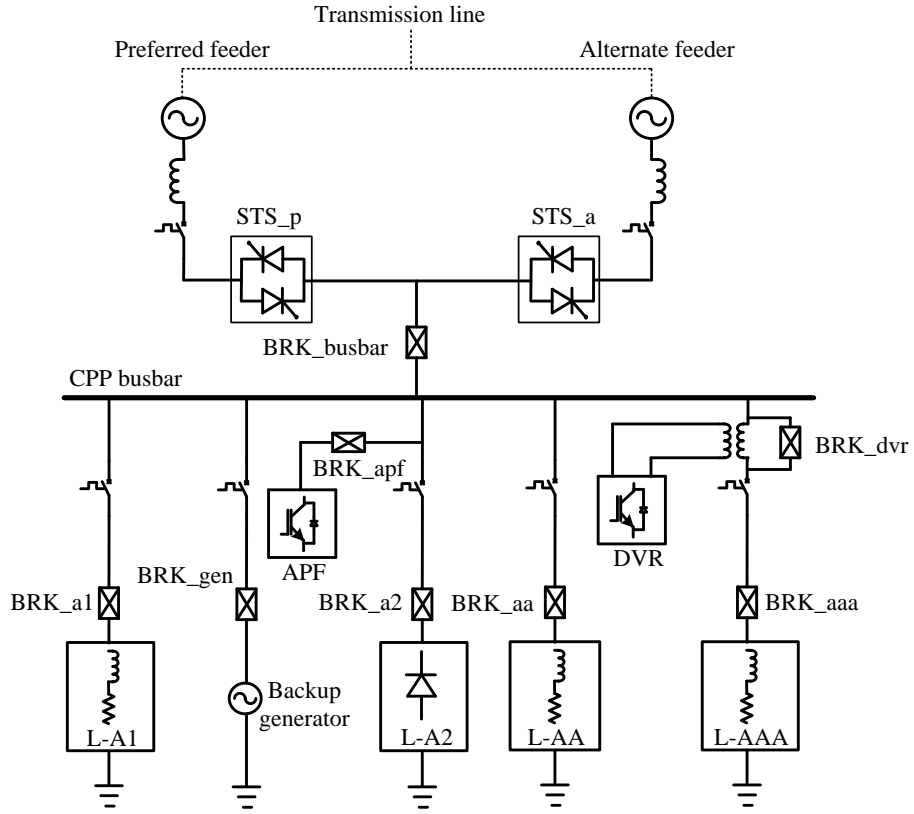 Transmission line
Preferred feeder
Alternate feeder
STS_p
STS_a
BRK_busbar
CPP busbar
BRK_dvr
BRK_apf
APF
DVR
BRK_gen
BRK_a1
BRK_a2
BRK_aa
BRK_aaa
Backup
generator
L-A1
L-A2
L-AA
L-AAA